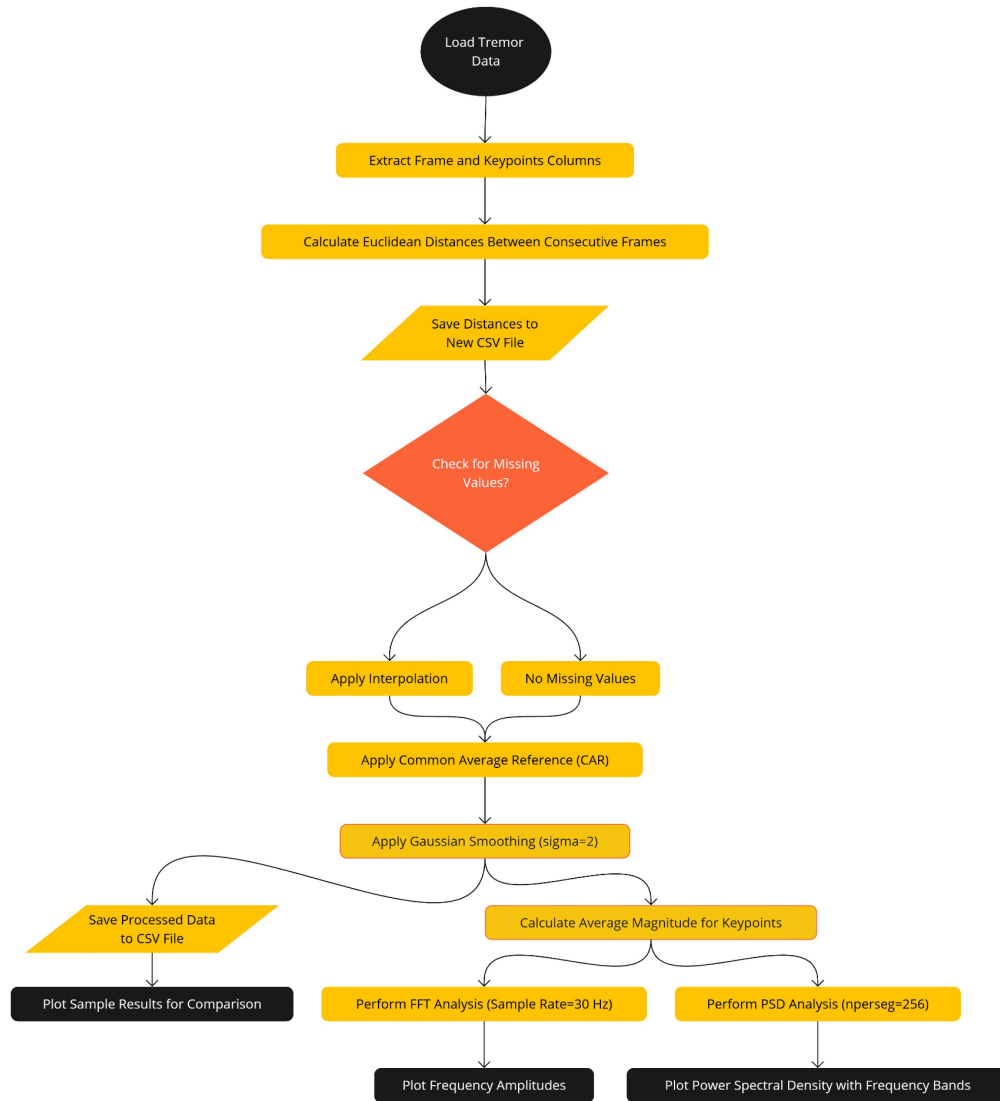 Load Tremor
Data
Extract Frame and Keypoints Columns
Calculate Euclidean Distances Between Consecutive Frames
Save Distances to
New CSV File
Check for Missing
Values?
Apply Interpolation
No Missing Values
Apply Common Average Reference (CAR)
Apply Gaussian Smoothing (sigma=2)
Save Processed Data
to CSV File
Calculate Average Magnitude for Keypoints
Plot Sample Results for Comparison
Perform FFT Analysis (Sample Rate=30 Hz)
Perform PSD Analysis (nperseg=256)
Plot Frequency Amplitudes
Plot Power Spectral Density with Frequency Bands